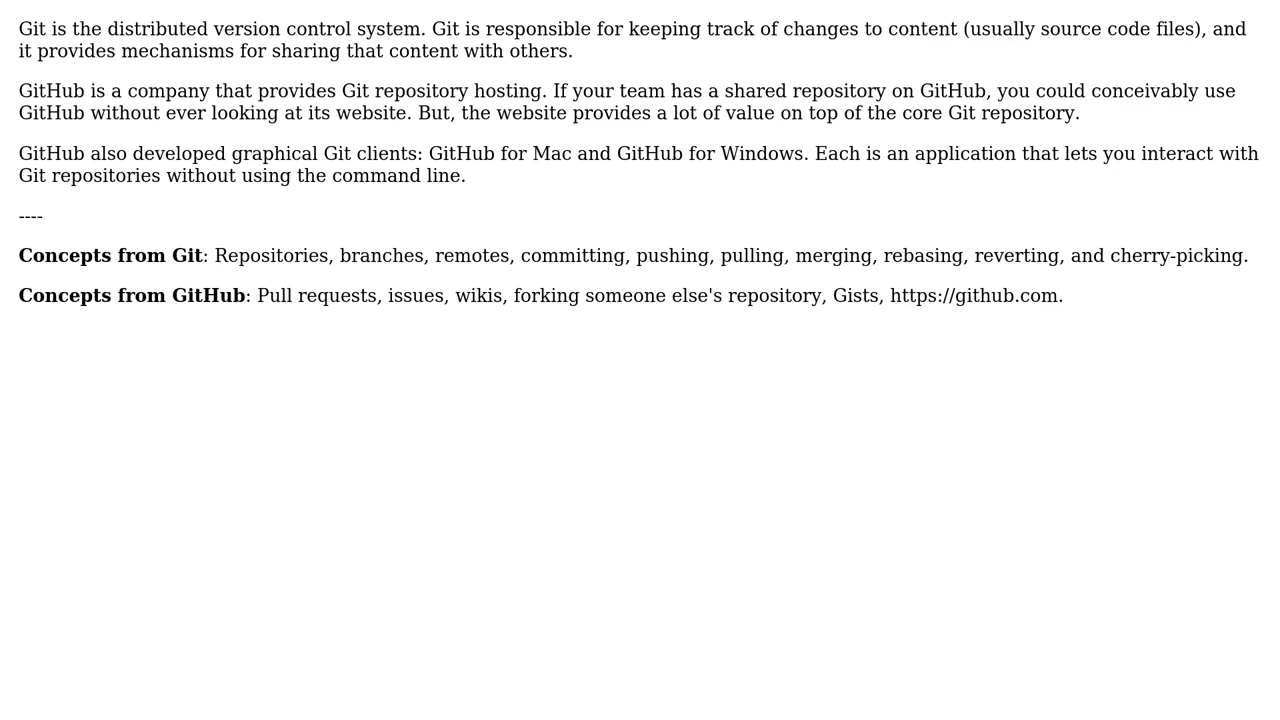 Git is the distributed version control system. Git is responsible for keeping track of changes to content (usually source code files), and
it provides mechanisms for sharing that content with others.
GitHub is a company that provides Git repository hosting. If your team has a shared repository on GitHub, you could conceivably use
GitHub without ever looking at its website. But, the website provides a lot of value on top of the core Git repository.
GitHub also developed graphical Git clients: GitHub for Mac and GitHub for Windows. Each is an application that lets you interact with
Git repositories without using the command line.
----
Concepts from Git: Repositories, branches, remotes, committing, pushing, pulling, merging, rebasing, reverting, and cherry-picking.
Concepts from GitHub: Pull requests, issues, wikis, forking someone else's repository, Gists, https://github.com.